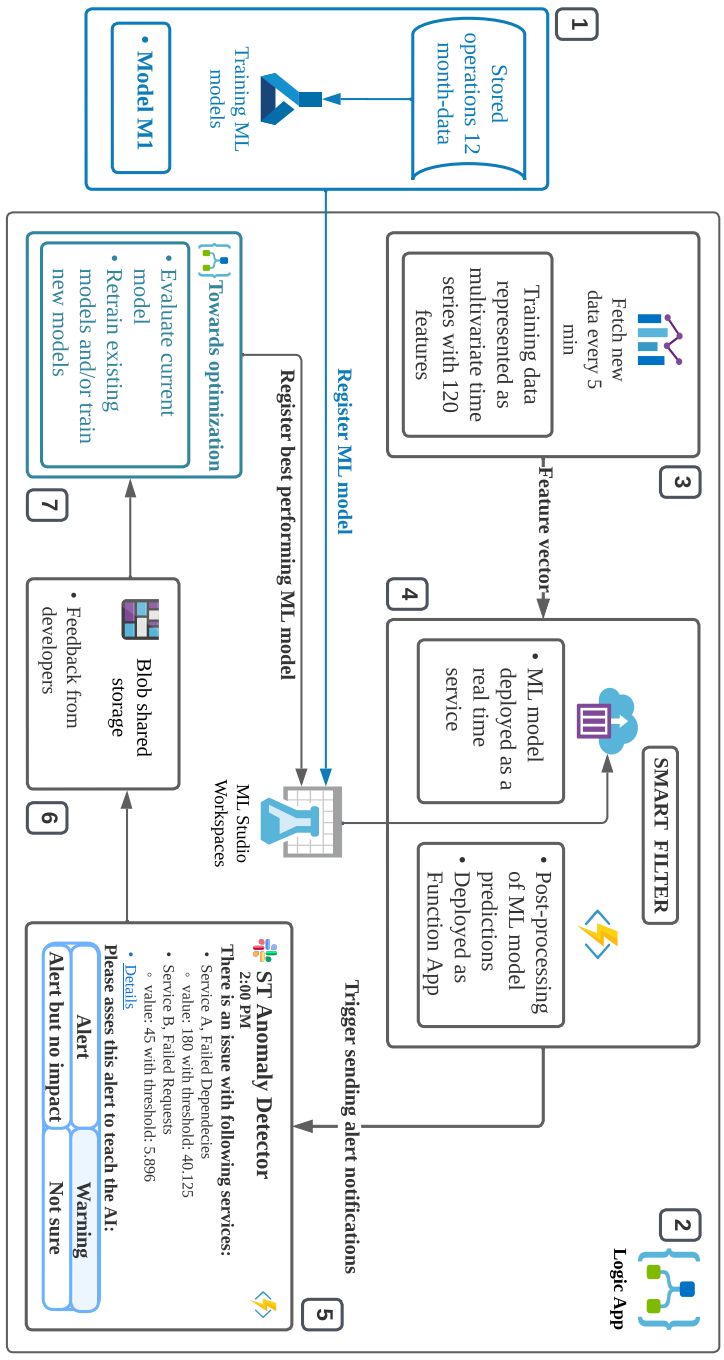 1
Stored
operations 12
month-data
Training ML
models
• Model M1
Register ML model
2
Logic App
3
Fetch new
data every 5
min
Training data
represented as
multivariate time
series with 120
features
Feature vector
4
SMART FILTER
• ML model
deployed as a
real time
service
• Post-processing
of ML model
predictions
• Deployed as
Function App
ML Studio
Workspaces
Trigger sending alert notifications
5
ST Anomaly Detector
2:00 PM
There is an issue with following services:
• Service A, Failed Dependecies
◦ value: 180 with threshold: 40.125
• Service B, Failed Requests
◦ value: 45 with threshold: 5.896
• Details
Please asses this alert to teach the AI:
Alert
Warning
Alert but no impact
Not sure
6
Blob shared
storage
• Feedback from
developers
7
Towards optimization
• Evaluate current
model
• Retrain existing
models and/or train
new models
Register best performing ML model